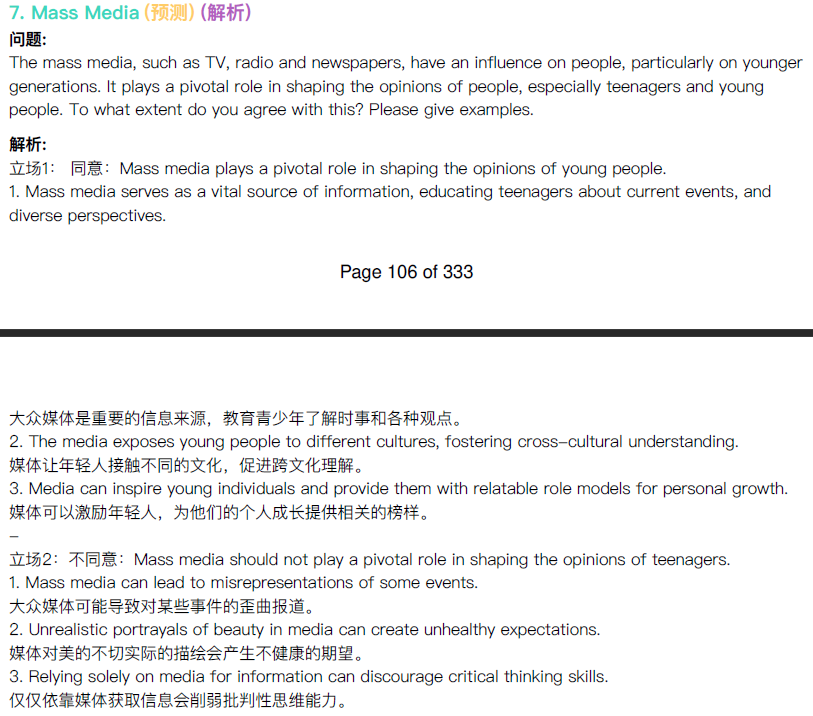 7. Mass Media (预测) (解析)
问题:
The mass media, such as TV, radio and newspapers, have an influence on people, particularly on younger
generations. It plays a pivotal role in shaping the opinions of people, especially teenagers and young
people. To what extent do you agree with this? Please give examples.
解析:
立场1： 同意：Mass media plays a pivotal role in shaping the opinions of young people.
1. Mass media serves as a vital source of information, educating teenagers about current events, and
diverse perspectives.
Page 106 of 333
大众媒体是重要的信息来源，教育青少年了解时事和各种观点。
2. The media exposes young people to different cultures, fostering cross-cultural understanding.
媒体让年轻人接触不同的文化，促进跨文化理解。
3. Media can inspire young individuals and provide them with relatable role models for personal growth.
媒体可以激励年轻人，为他们的个人成长提供相关的榜样。
–
立场2：不同意：Mass media should not play a pivotal role in shaping the opinions of teenagers.
1. Mass media can lead to misrepresentations of some events.
大众媒体可能导致对某些事件的歪曲报道。
2. Unrealistic portrayals of beauty in media can create unhealthy expectations.
媒体对美的不切实际的描绘会产生不健康的期望。
3. Relying solely on media for information can discourage critical thinking skills.
仅仅依靠媒体获取信息会削弱批判性思维能力。